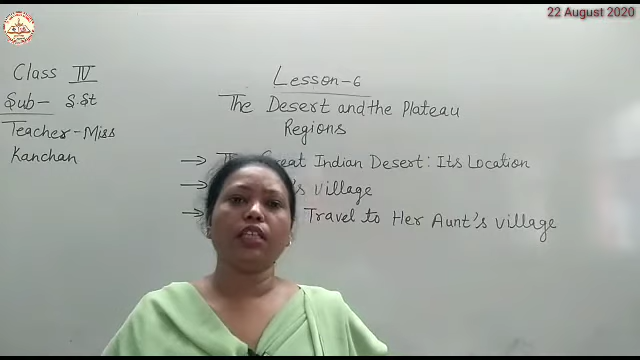 22 August 2020
Class IV
Sub- S.St
Teacher-Miss
Kanchan
Lesson-6
The Desert and the Plateau
Regions
→ The Great Indian Desert: Its Location
→ 's village
→ Travel to Her Aunt's village